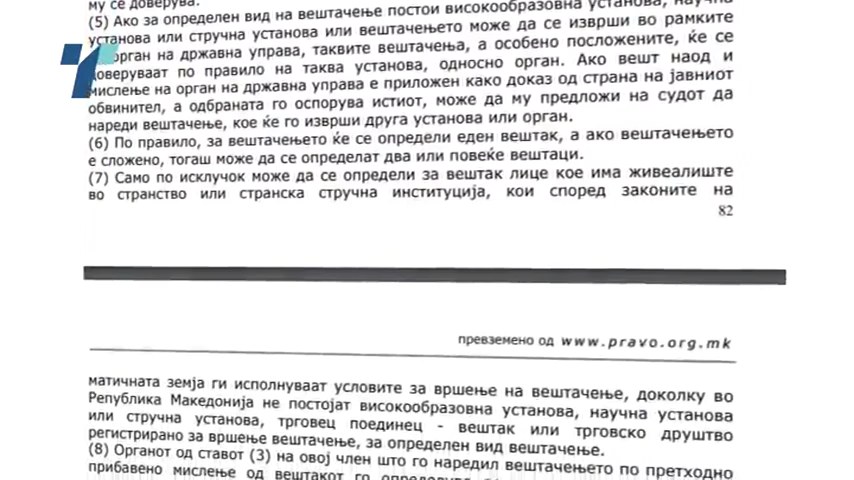 му се доверува.
(5) Ако за определен вид на вештачење постои високообразовна установа, научна
установа или стручна установа или вештачењето може да се изврши во рамките
орган на државна управа, таквите вештачења, а особено посложените, ќе се
доверуваат по правило на таква установа, односно орган. Ако вешт наод и
мислење на орган на државна управа е приложен како доказ од страна на јавниот
обвинител, а одбраната го оспорува истиот, може да му предложи на судот да
нареди вештачење, кое ќе го изврши друга установа или орган.
(6) По правило, за вештачењето ќе се определи еден вештак, а ако вештачењето
е сложено, тогаш може да се определат два или повеќе вештаци.
(7) Само по исклучок може да се определи за вештак лице кое има живеалиште
во странство или странска стручна институција, кои според законите на
82
превземено од www.pravo.org.mk
матичната земја ги исполнуваат условите за вршење на вештачење, доколку во
Република Македонија не постојат високообразовна установа, научна установа
или стручна установа, трговец поединец - вештак или трговско друштво
регистрирано за вршење вештачење, за определен вид вештачење.
(8) Органот од ставот (3) на овој член што го наредил вештачењето по претходно
прибавено мислење од вештакот го